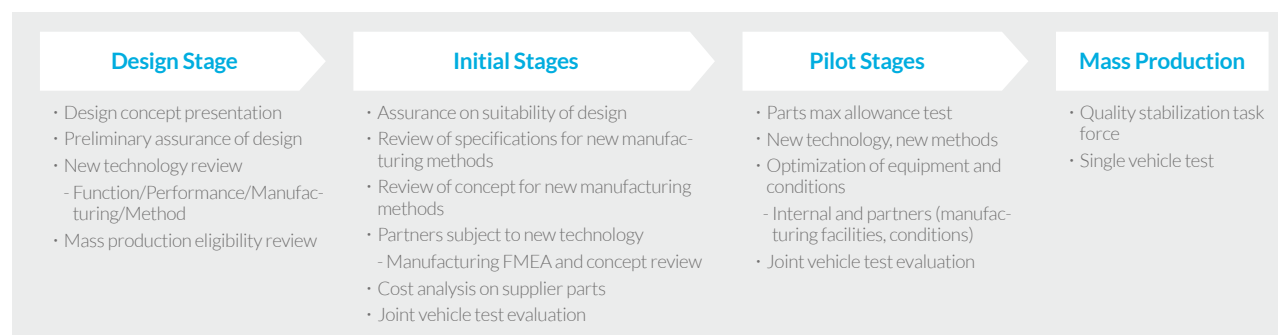 Design Stage
· Design concept presentation
· Preliminary assurance of design
· New technology review
- Function/Performance/Manufac-
turing/Method
· Mass production eligibility review
Initial Stages
· Assurance on suitability of design
· Review of specifications for new manufac-
turing methods
· Review of concept for new manufacturing
methods
· Partners subject to new technology
- Manufacturing FMEA and concept review
· Cost analysis on supplier parts
· Joint vehicle test evaluation
Pilot Stages
· Parts max allowance test
· New technology, new methods
· Optimization of equipment and
conditions
- Internal and partners (manufac-
turing facilities, conditions)
· Joint vehicle test evaluation
Mass Production
· Quality stabilization task
force
· Single vehicle test